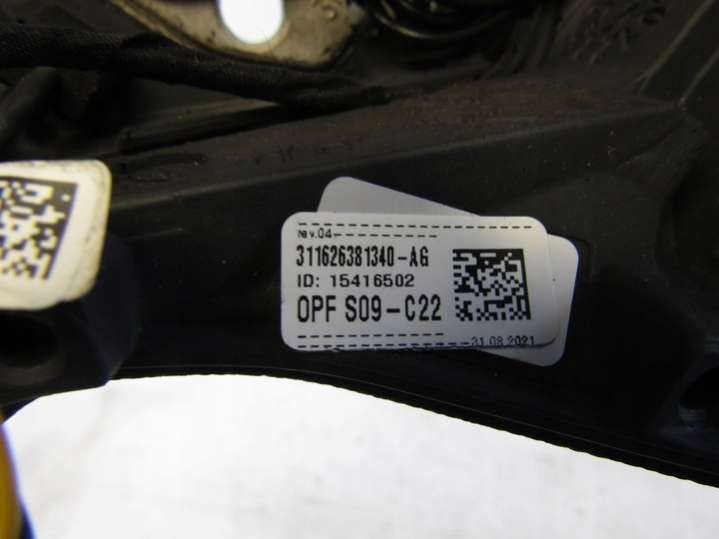 rev.04
311626381340-AG
ID: 15416502
OPF S09-C22
31.08.2021